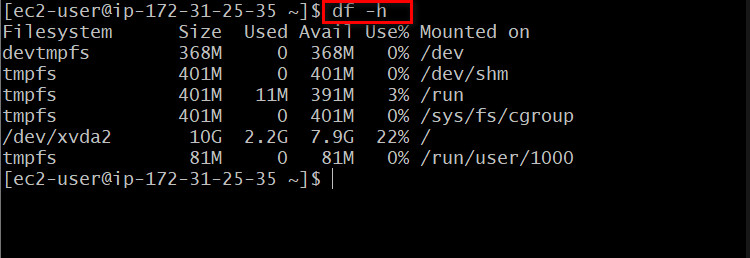 [ec2-user@ip-172-31-25-35 ~]$ df -h
Filesystem      Size  Used Avail Use% Mounted on
devtmpfs        368M     0  368M   0% /dev
tmpfs           401M     0  401M   0% /dev/shm
tmpfs           401M   11M  391M   3% /run
tmpfs           401M     0  401M   0% /sys/fs/cgroup
/dev/xvda2       10G  2.2G  7.9G  22% /
tmpfs            81M     0   81M   0% /run/user/1000
[ec2-user@ip-172-31-25-35 ~]$